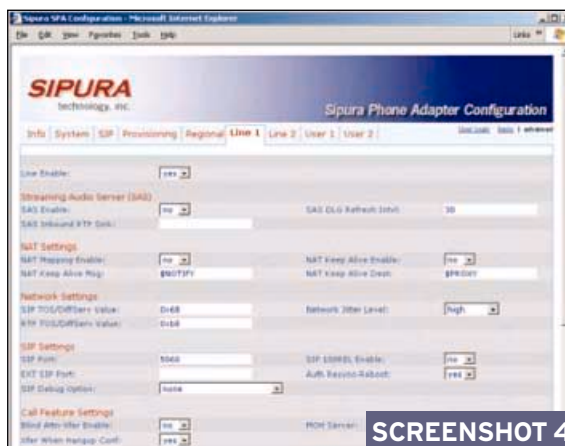 Sipura SPA Configuration - Microsoft Internet Explorer
File Edit View Favorites Tools Help Links
SIPURA
technology, inc.
Sipura Phone Adapter Configuration
Info System SIP Provisioning Regional Line 1 Line 2 User 1 User 2 User Login basic | advanced
Line Enable: yes
Streaming Audio Server (SAS)
SAS Enable: no SAS DLG Refresh Intvl: 30
SAS Inbound RTP Sink:
NAT Settings
NAT Mapping Enable: no NAT Keep Alive Enable: no
NAT Keep Alive Msg: $NOTIFY NAT Keep Alive Dest: $PROXY
Network Settings
SIP TOS/DiffServ Value: 0x68 Network Jitter Level: high
RTP TOS/DiffServ Value: 0xb8
SIP Settings
SIP Port: 5060 SIP 100REL Enable: no
EXT SIP Port: Auth Resync-Reboot: yes
SIP Debug Option: none
Call Feature Settings
Blind Attn-Xfer Enable: no MOH Server:
Xfer When Hangup Conf: yes
SCREENSHOT 4